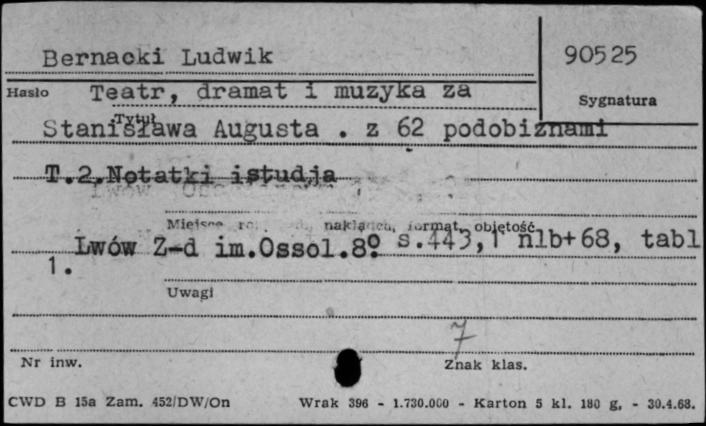 Bernacki Ludwik
90525
Hasło
Teatr, dramat i muzyka za
Sygnatura
Tytuł
Stanisława Augusta . z 62 podobiznami
T.2.Notatki istudja
Miejsce nakładca, format, objętość
Lwów Z-d im.Ossol.8º s.443,1 nlb+68, tabl
1.
Uwagi
7
Nr inw.
Znak klas.
CWD B 15a Zam. 452/DW/On
Wrak 396 - 1.730.000 - Karton 5 kl. 180 g. - 30.4.68.